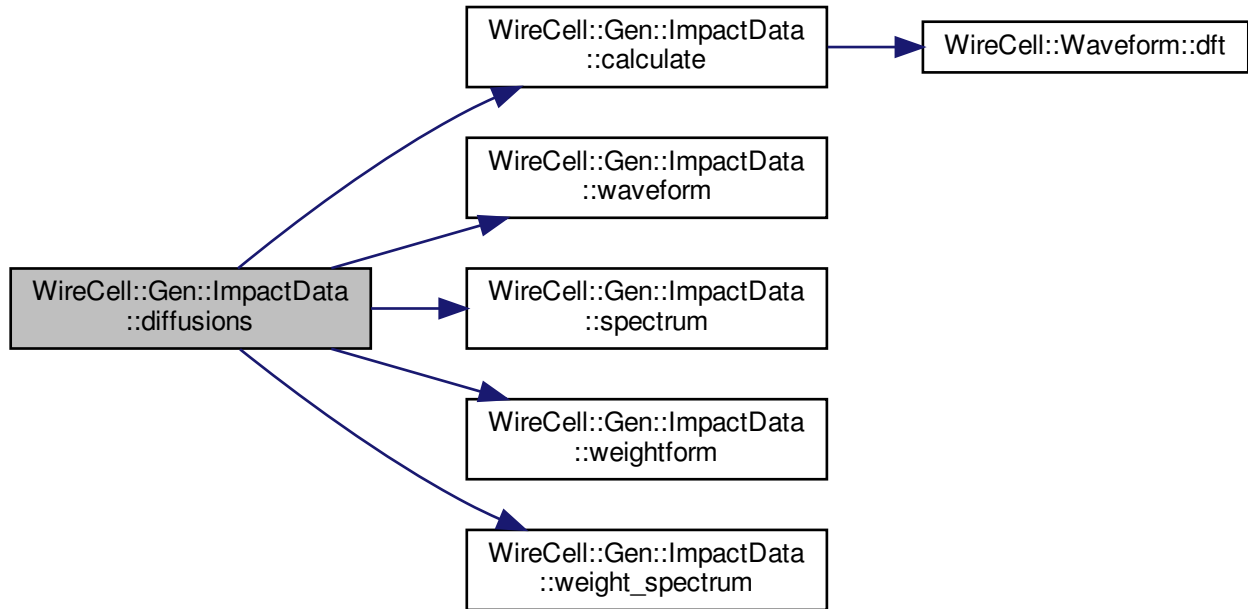 WireCell::Gen::ImpactData
::diffusions
WireCell::Gen::ImpactData
::calculate
WireCell::Waveform::dft
WireCell::Gen::ImpactData
::waveform
WireCell::Gen::ImpactData
::spectrum
WireCell::Gen::ImpactData
::weightform
WireCell::Gen::ImpactData
::weight_spectrum